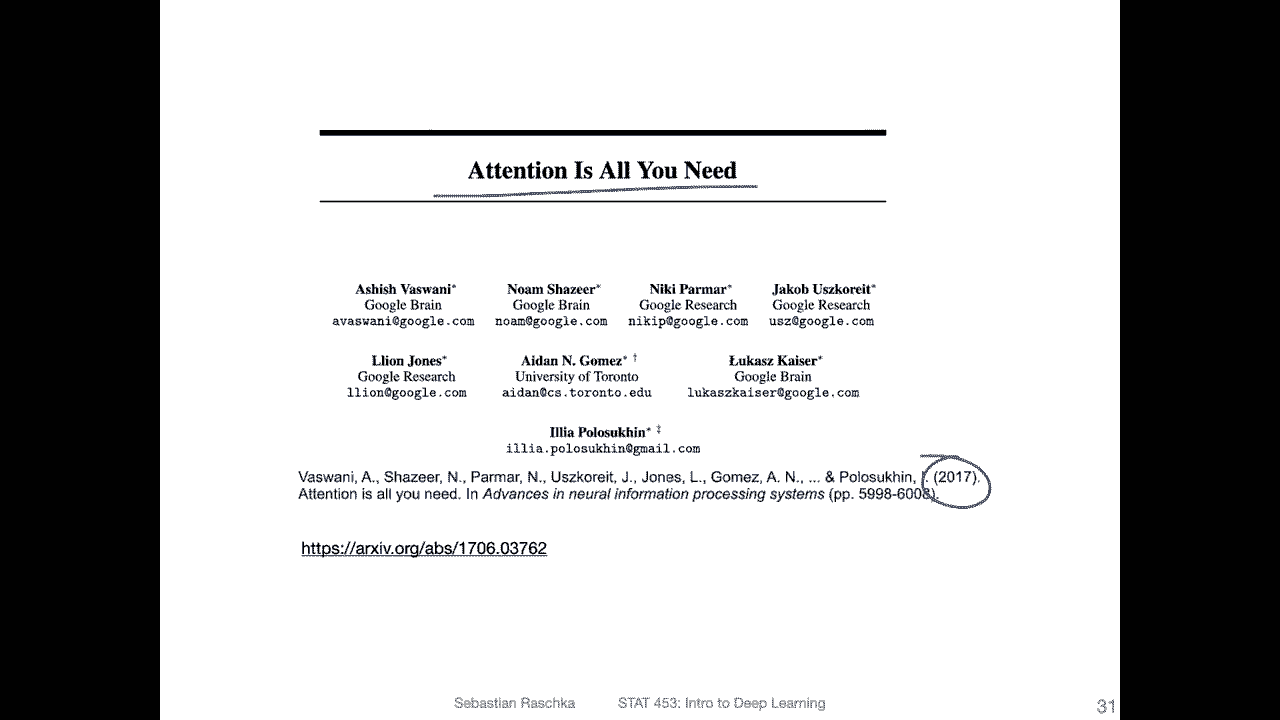 Attention Is All You Need
Ashish Vaswani* Noam Shazeer* Niki Parmar* Jakob Uszkoreit*
Google Brain Google Brain Google Research Google Research
avaswani@google.com noam@google.com nikip@google.com usz@google.com
Llion Jones* Aidan N. Gomez* † Łukasz Kaiser*
Google Research University of Toronto Google Brain
llion@google.com aidan@cs.toronto.edu lukaszkaiser@google.com
Illia Polosukhin* ‡
illia.polosukhin@gmail.com
Vaswani, A., Shazeer, N., Parmar, N., Uszkoreit, J., Jones, L., Gomez, A. N., ... & Polosukhin, I. (2017).
Attention is all you need. In Advances in neural information processing systems (pp. 5998-6008).
https://arxiv.org/abs/1706.03762
Sebastian Raschka STAT 453: Intro to Deep Learning 31